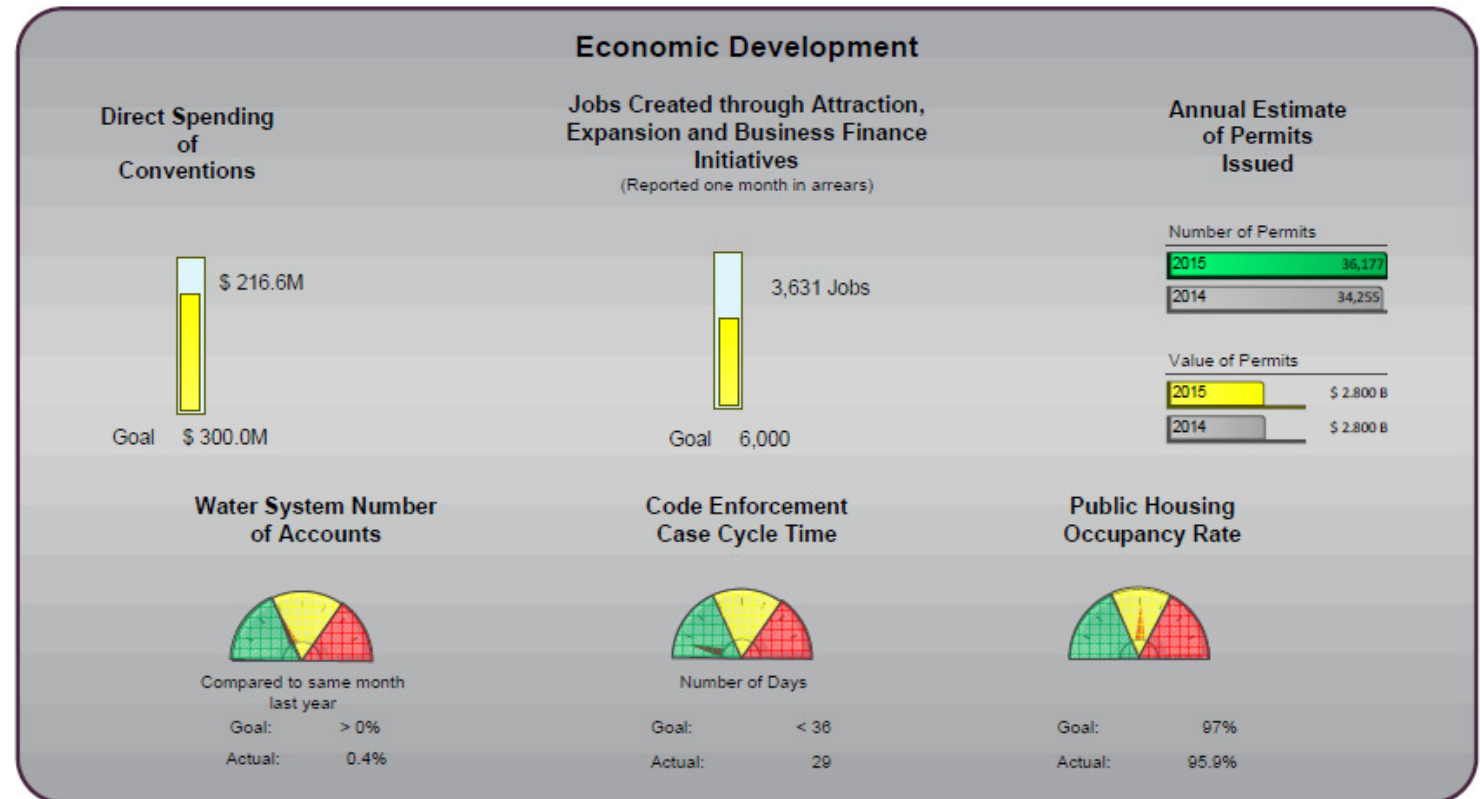 Economic Development
Direct Spending
of
Conventions
$ 216.6M
Goal $ 300.0M
Jobs Created through Attraction,
Expansion and Business Finance
Initiatives
(Reported one month in arrears)
3,631 Jobs
Goal 6,000
Annual Estimate
of Permits
Issued
Number of Permits
2015 36,177
2014 34,255
Value of Permits
2015 $ 2.800 B
2014 $ 2.800 B
Water System Number
of Accounts
Compared to same month
last year
Goal: > 0%
Actual: 0.4%
Code Enforcement
Case Cycle Time
Number of Days
Goal: < 36
Actual: 29
Public Housing
Occupancy Rate
Goal: 97%
Actual: 95.9%